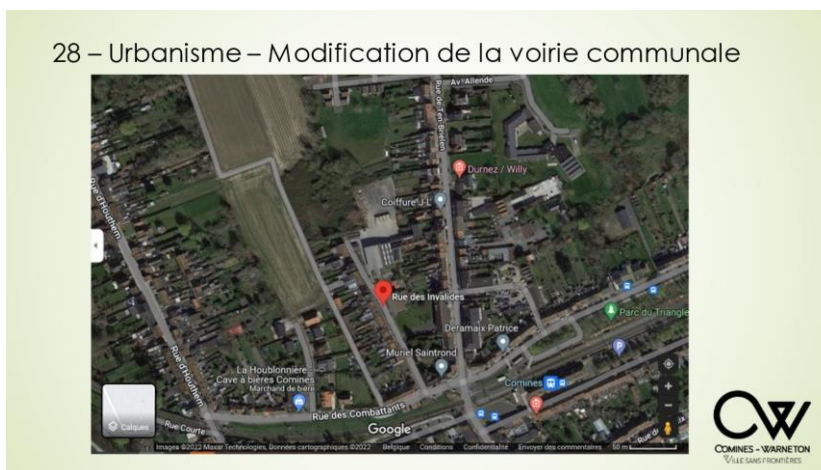 28 – Urbanisme – Modification de la voirie communale
Av. Allende
Rue de Ten-Brielen
Durnez / Willy
Coiffure J-L
Rue d'Houthem
Rue des Invalides
Parc du Triangle
Deramaix Patrice
Muriel Saintrond
La Houblonnière -
Cave à bières Comines
Marchand de bière
Rue d'Houthem
Comines
Rue des Combattants
Rue Courte
Calques
Google
Images ©2022 Maxar Technologies, Données cartographiques ©2022 Belgique Conditions Confidentialité Envoyer des commentaires 50 m
CW
COMINES - WARNETON
VILLE SANS FRONTIÈRES